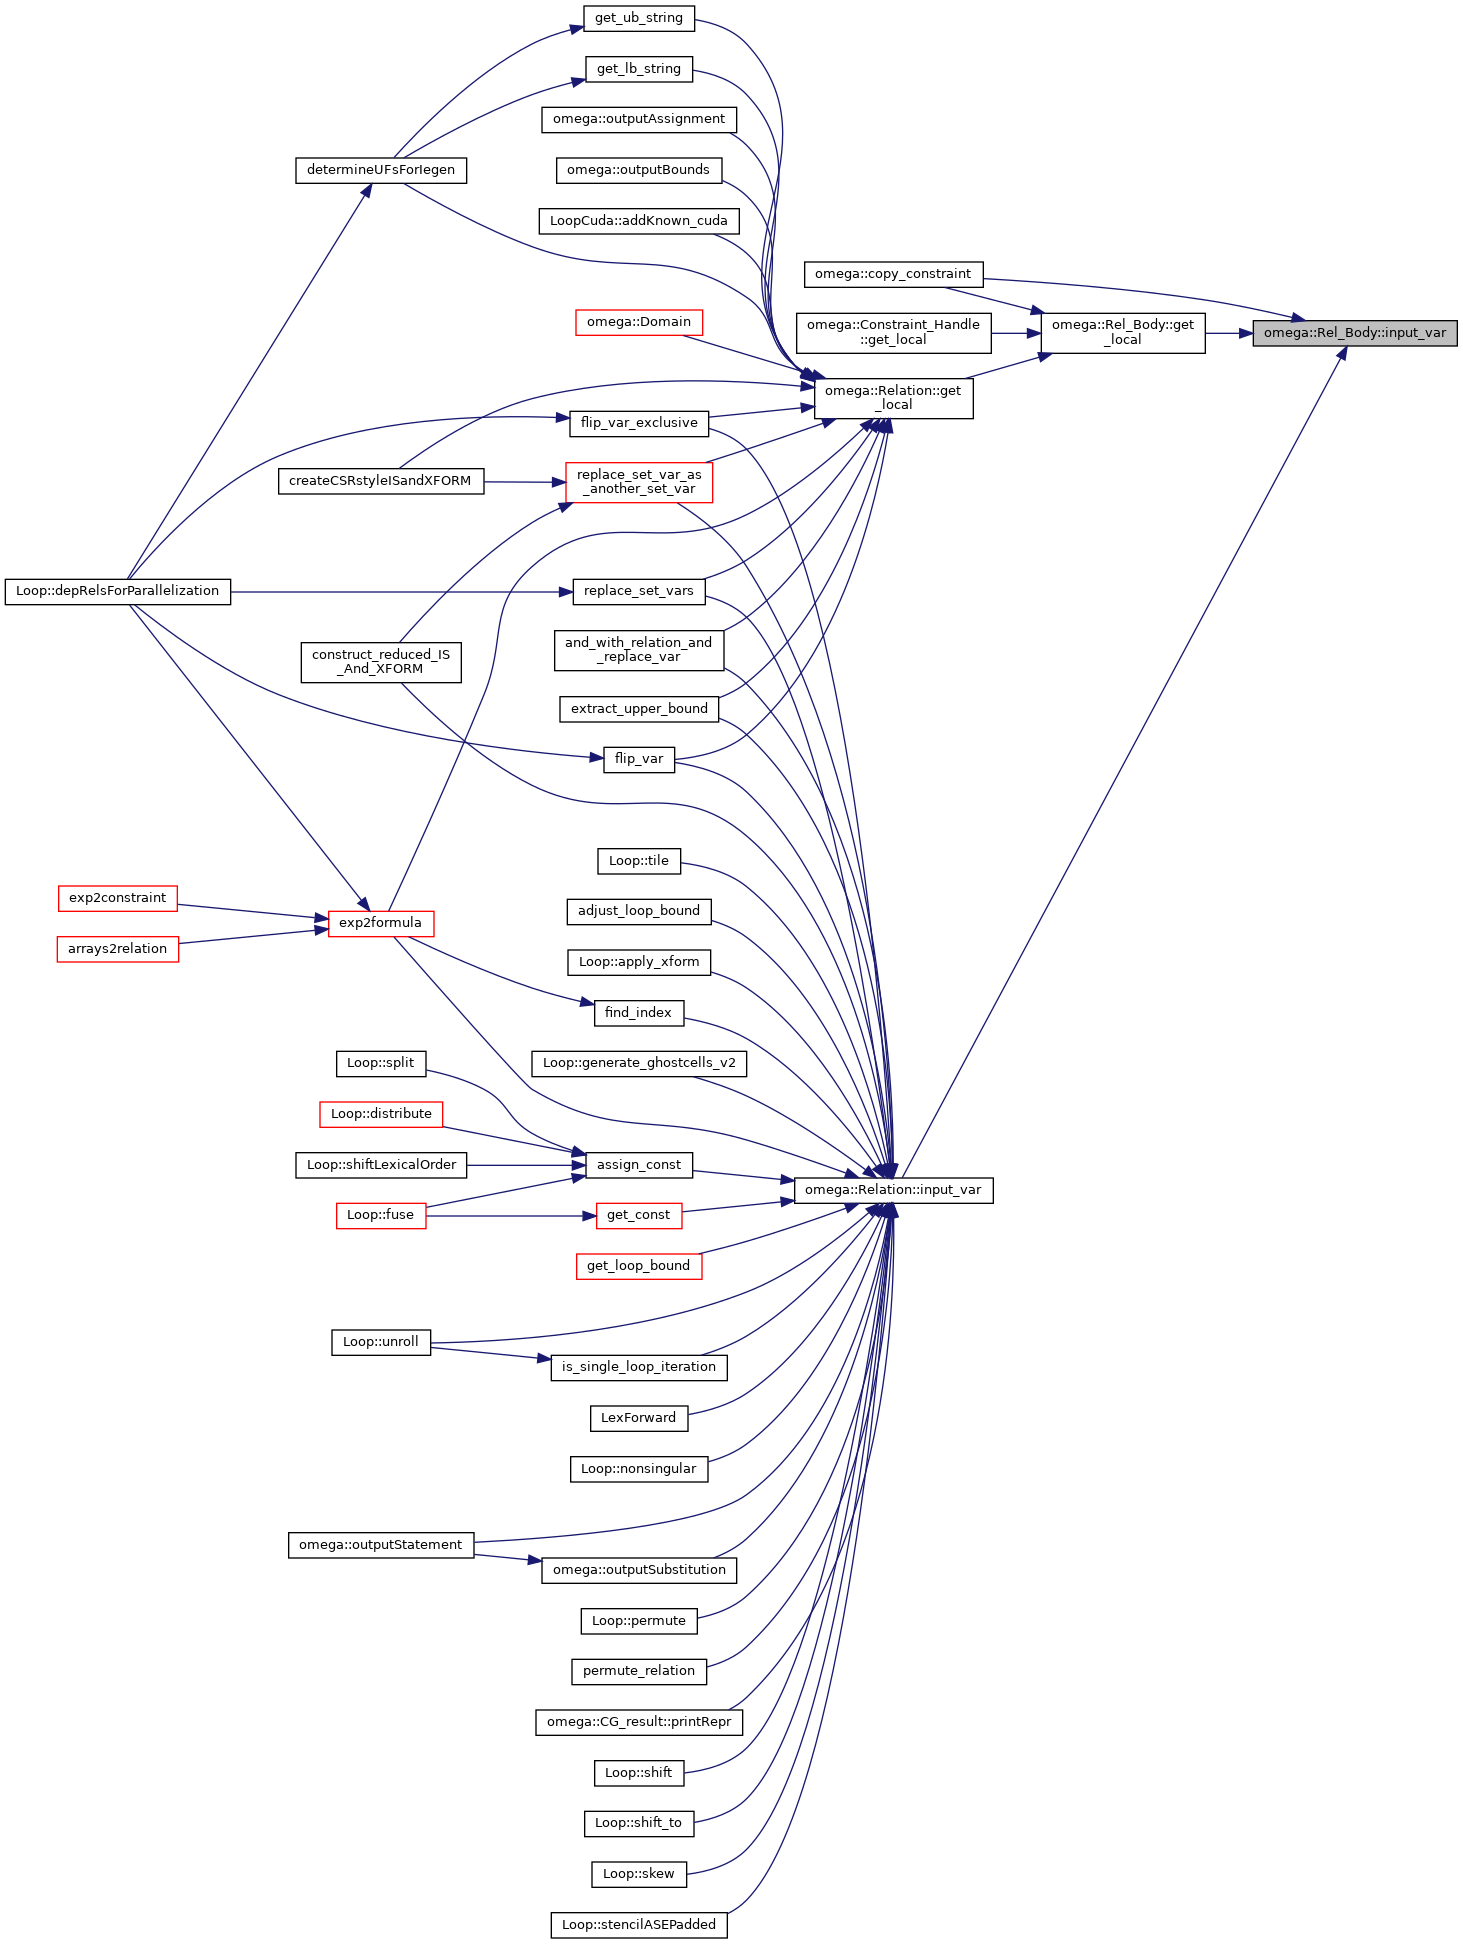 get_ub_string
get_lb_string
omega::outputAssignment
determineUFsForIegen
omega::outputBounds
LoopCuda::addKnown_cuda
omega::copy_constraint
omega::Domain
omega::Constraint_Handle
::get_local
omega::Rel_Body::get
_local
omega::Rel_Body::input_var
omega::Relation::get
_local
flip_var_exclusive
createCSRstyleISandXFORM
replace_set_var_as
_another_set_var
Loop::depRelsForParallelization
replace_set_vars
construct_reduced_IS
_And_XFORM
and_with_relation_and
_replace_var
extract_upper_bound
flip_var
Loop::tile
exp2constraint
adjust_loop_bound
exp2formula
arrays2relation
Loop::apply_xform
find_index
Loop::split
Loop::generate_ghostcells_v2
Loop::distribute
Loop::shiftLexicalOrder
assign_const
omega::Relation::input_var
Loop::fuse
get_const
get_loop_bound
Loop::unroll
is_single_loop_iteration
LexForward
Loop::nonsingular
omega::outputStatement
omega::outputSubstitution
Loop::permute
permute_relation
omega::CG_result::printRepr
Loop::shift
Loop::shift_to
Loop::skew
Loop::stencilASEPadded